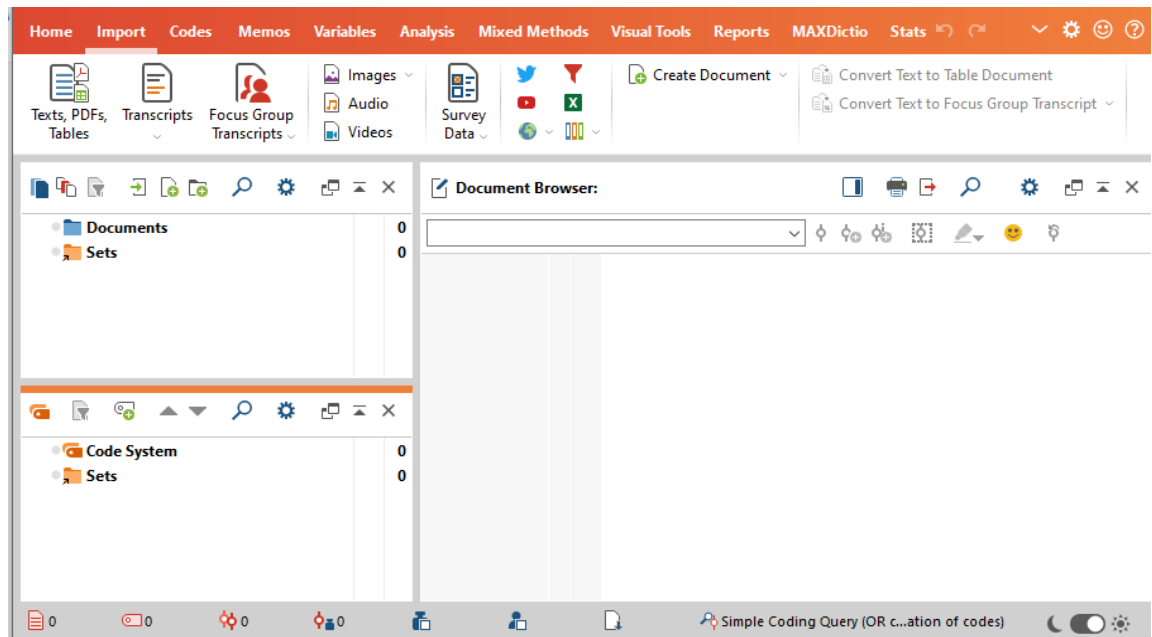 Home Import Codes Memos Variables Analysis Mixed Methods Visual Tools Reports MAXDictio Stats
Texts, PDFs,
Tables
Transcripts
Focus Group
Transcripts
Images
Audio
Videos
Survey
Data
Create Document
Convert Text to Table Document
Convert Text to Focus Group Transcript
Documents 0
Sets 0
Document Browser:
Code System 0
Sets 0
0 0 0 0 Simple Coding Query (OR c...ation of codes)